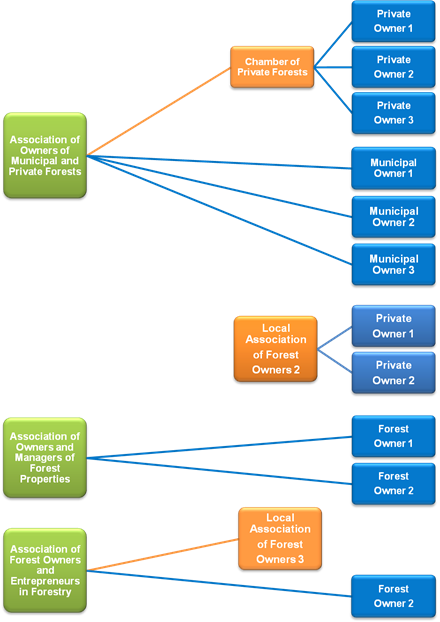 Private
Owner 1
Chamber of
Private Forests
Private
Owner 2
Private
Owner 3
Association of
Owners of
Municipal and
Private Forests
Municipal
Owner 1
Municipal
Owner 2
Municipal
Owner 3
Local
Association
of Forest
Owners 2
Private
Owner 1
Private
Owner 2
Association of
Owners and
Managers of
Forest
Properties
Forest
Owner 1
Forest
Owner 2
Association of
Forest Owners
and
Entrepreneurs
in Forestry
Local
Association
of Forest
Owners 3
Forest
Owner 2